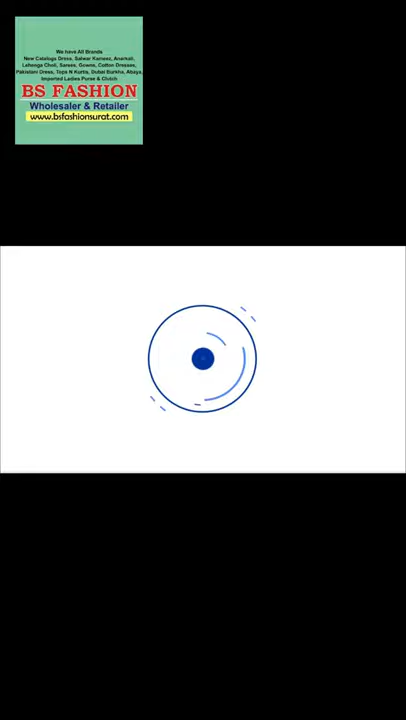 We have All Brands
New Catalogs Dress, Salwar Kameez, Anarkali,
Lehenga Choli, Sarees, Gowns, Cotton Dresses,
Pakistani Dress, Tops N Kurtis, Dubai Burkha, Abaya,
Imported Ladies Purse & Clutch
BS FASHION
Wholesaler & Retailer
www.bsfashionsurat.com